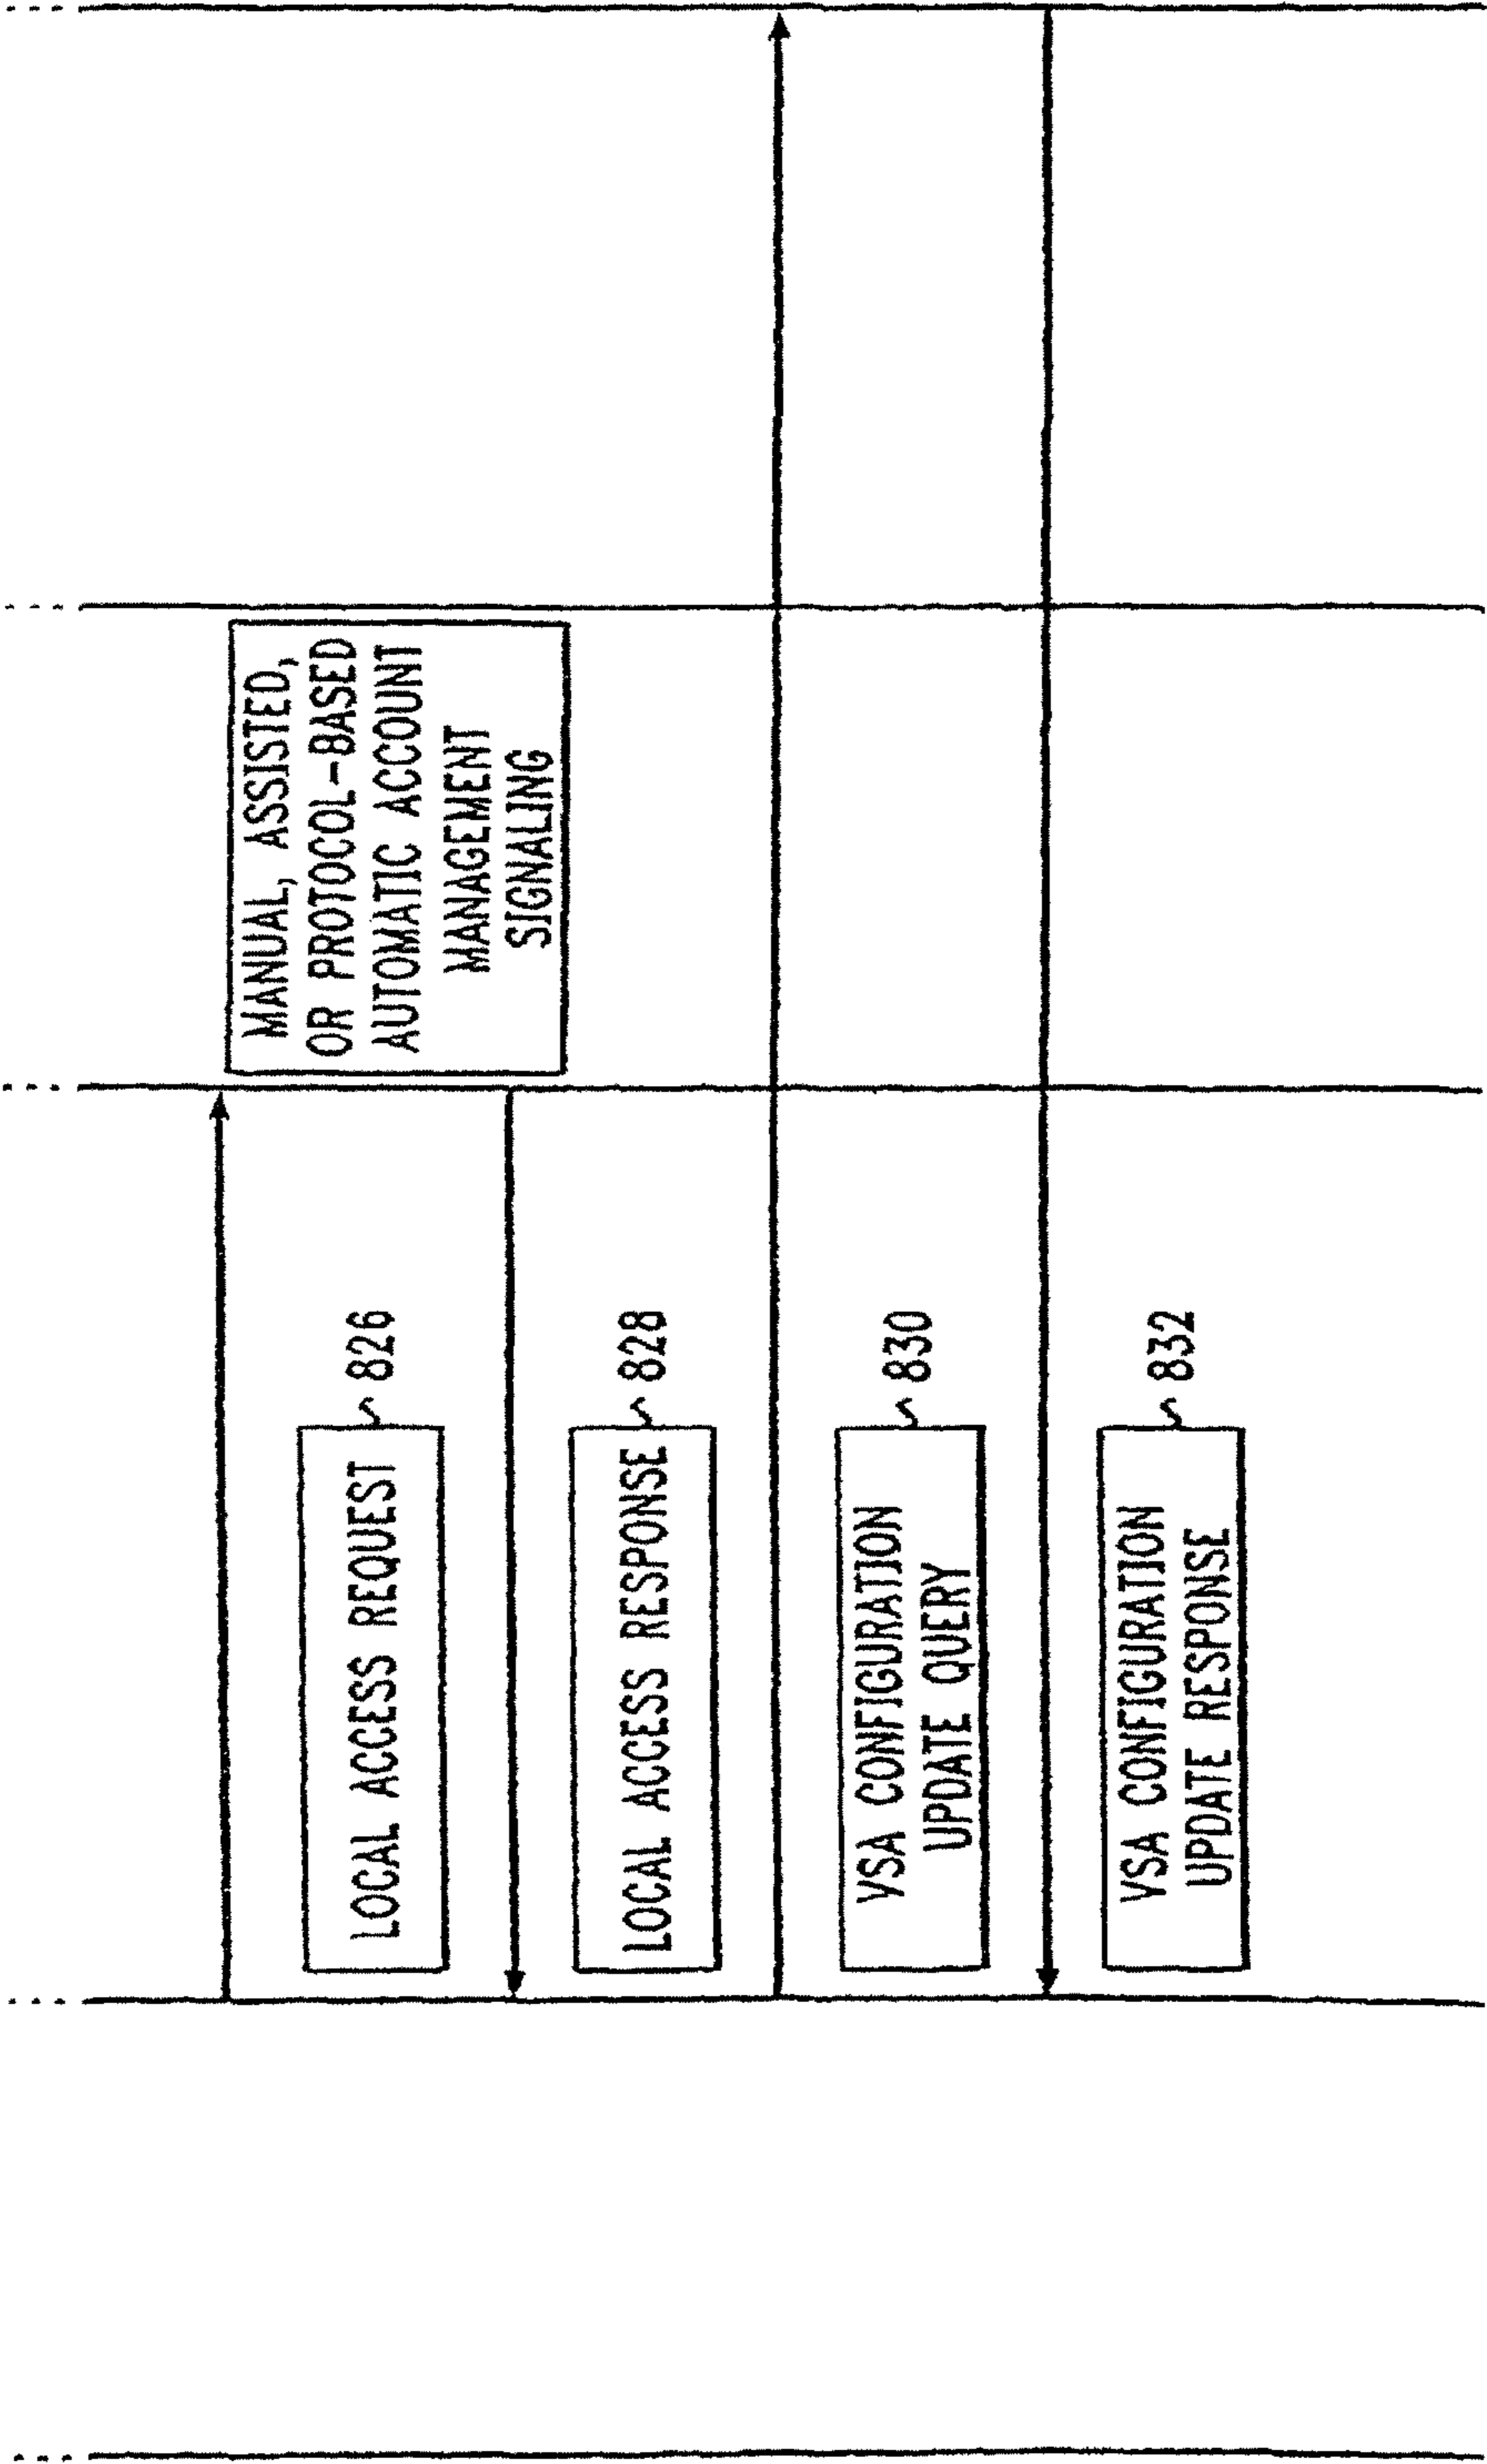 MANUAL, ASSISTED,
OR PROTOCOL-BASED
AUTOMATIC ACCOUNT
MANAGEMENT
SIGNALING
LOCAL ACCESS REQUEST
826
LOCAL ACCESS RESPONSE
828
VSA CONFIGURATION
UPDATE QUERY
830
VSA CONFIGURATION
UPDATE RESPONSE
832